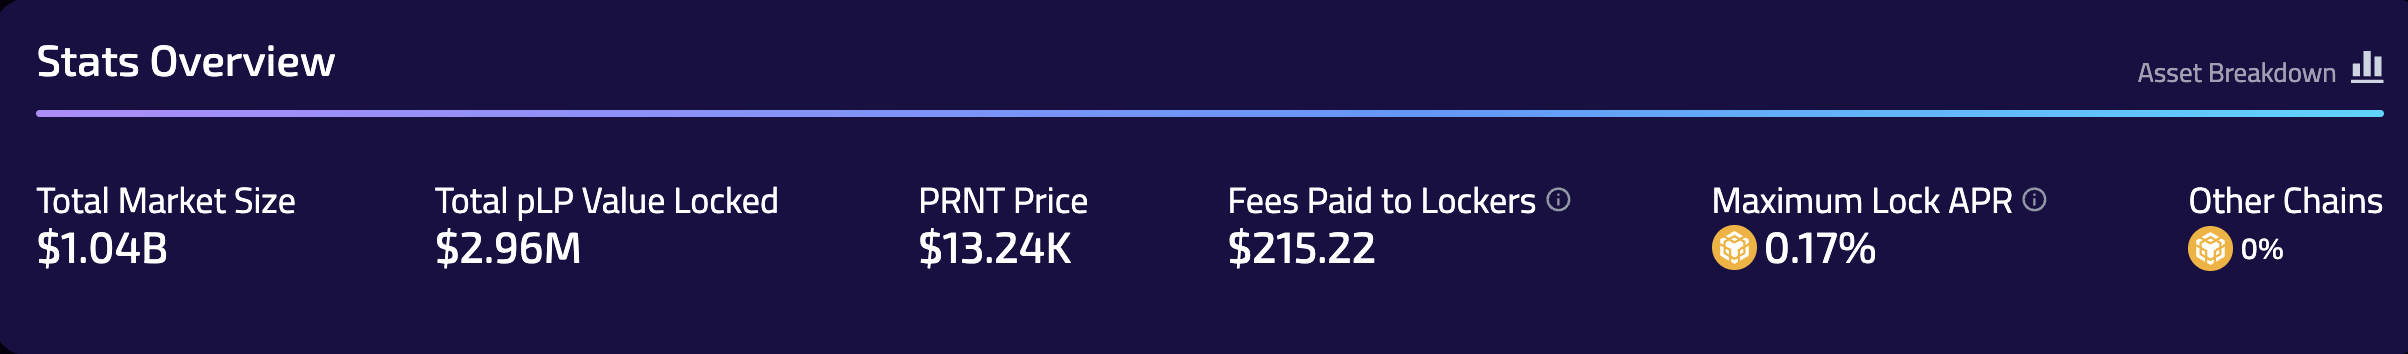 Stats Overview
Asset Breakdown
Total Market Size
$1.04B
Total pLP Value Locked
$2.96M
PRNT Price
$13.24K
Fees Paid to Lockers
$215.22
Maximum Lock APR
0.17%
Other Chains
0%